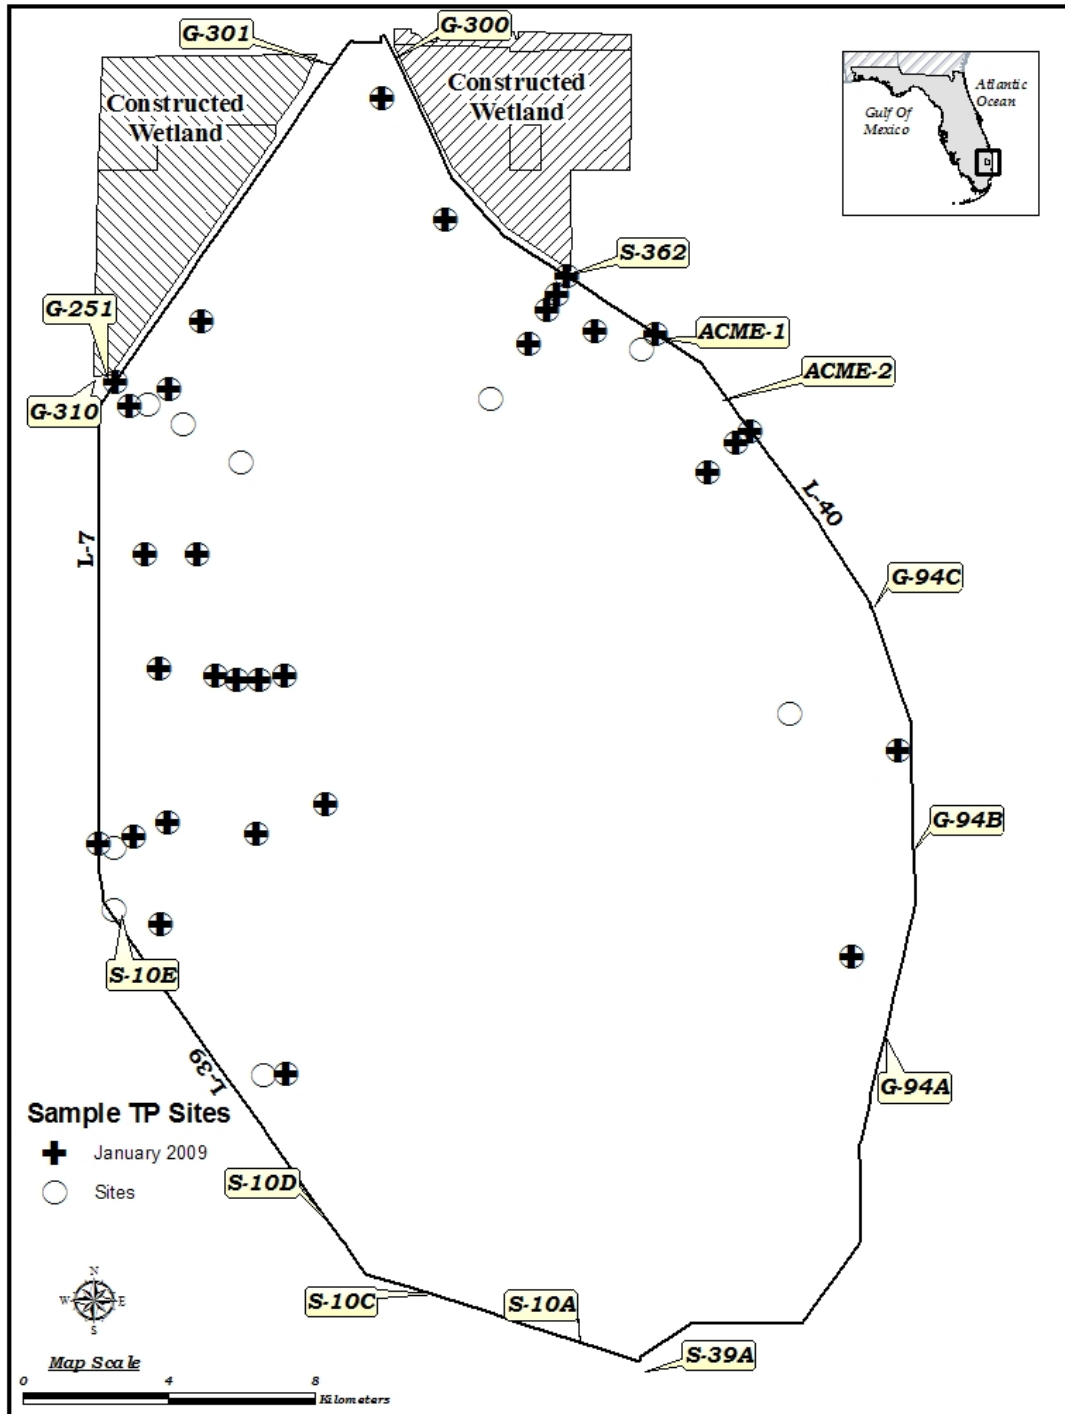 G-301
G-300
Constructed
Wetland
Constructed
Wetland
Atlantic
Ocean
Gulf Of
Mexico
S-362
G-251
ACME-1
ACME-2
G-310
L-40
L-7
G-94C
G-94B
S-10E
L-39
G-94A
Sample TP Sites
January 2009
Sites
S-10D
N
W E
S
S-10C
S-10A
S-39A
Map Scale
0 4 8
Kilometers